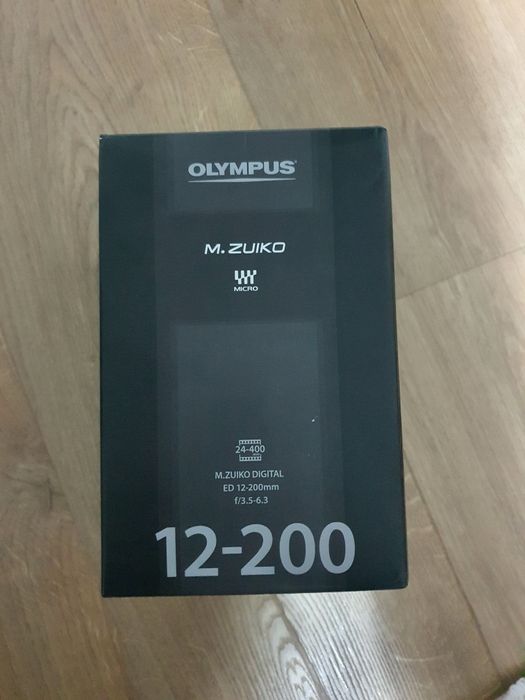 OLYMPUS
M.ZUIKO
MICRO
24-400
M.ZUIKO DIGITAL
ED 12-200mm
f/3.5-6.3
12-200